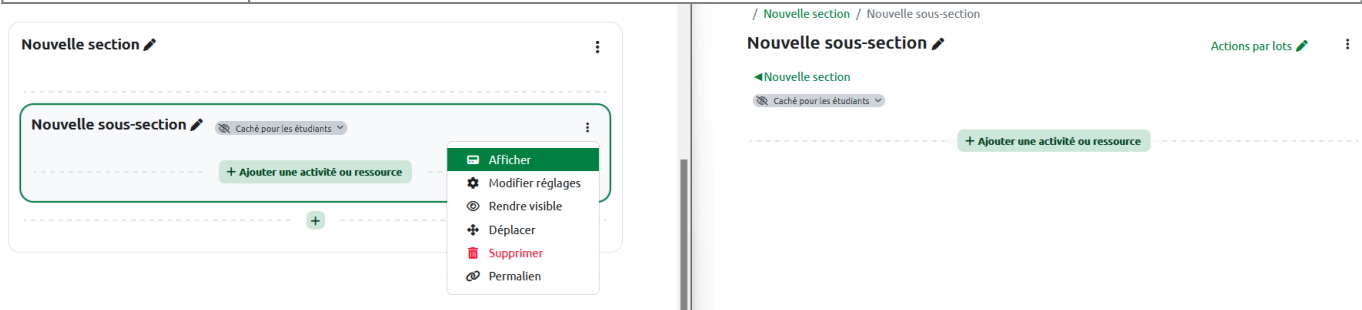 Nouvelle section
Nouvelle sous-section Caché pour les étudiants
+ Ajouter une activité ou ressource
+
Afficher
Modifier réglages
Rendre visible
Déplacer
Supprimer
Permalien
/ Nouvelle section / Nouvelle sous-section
Nouvelle sous-section
Actions par lots
◄Nouvelle section
Caché pour les étudiants
+ Ajouter une activité ou ressource